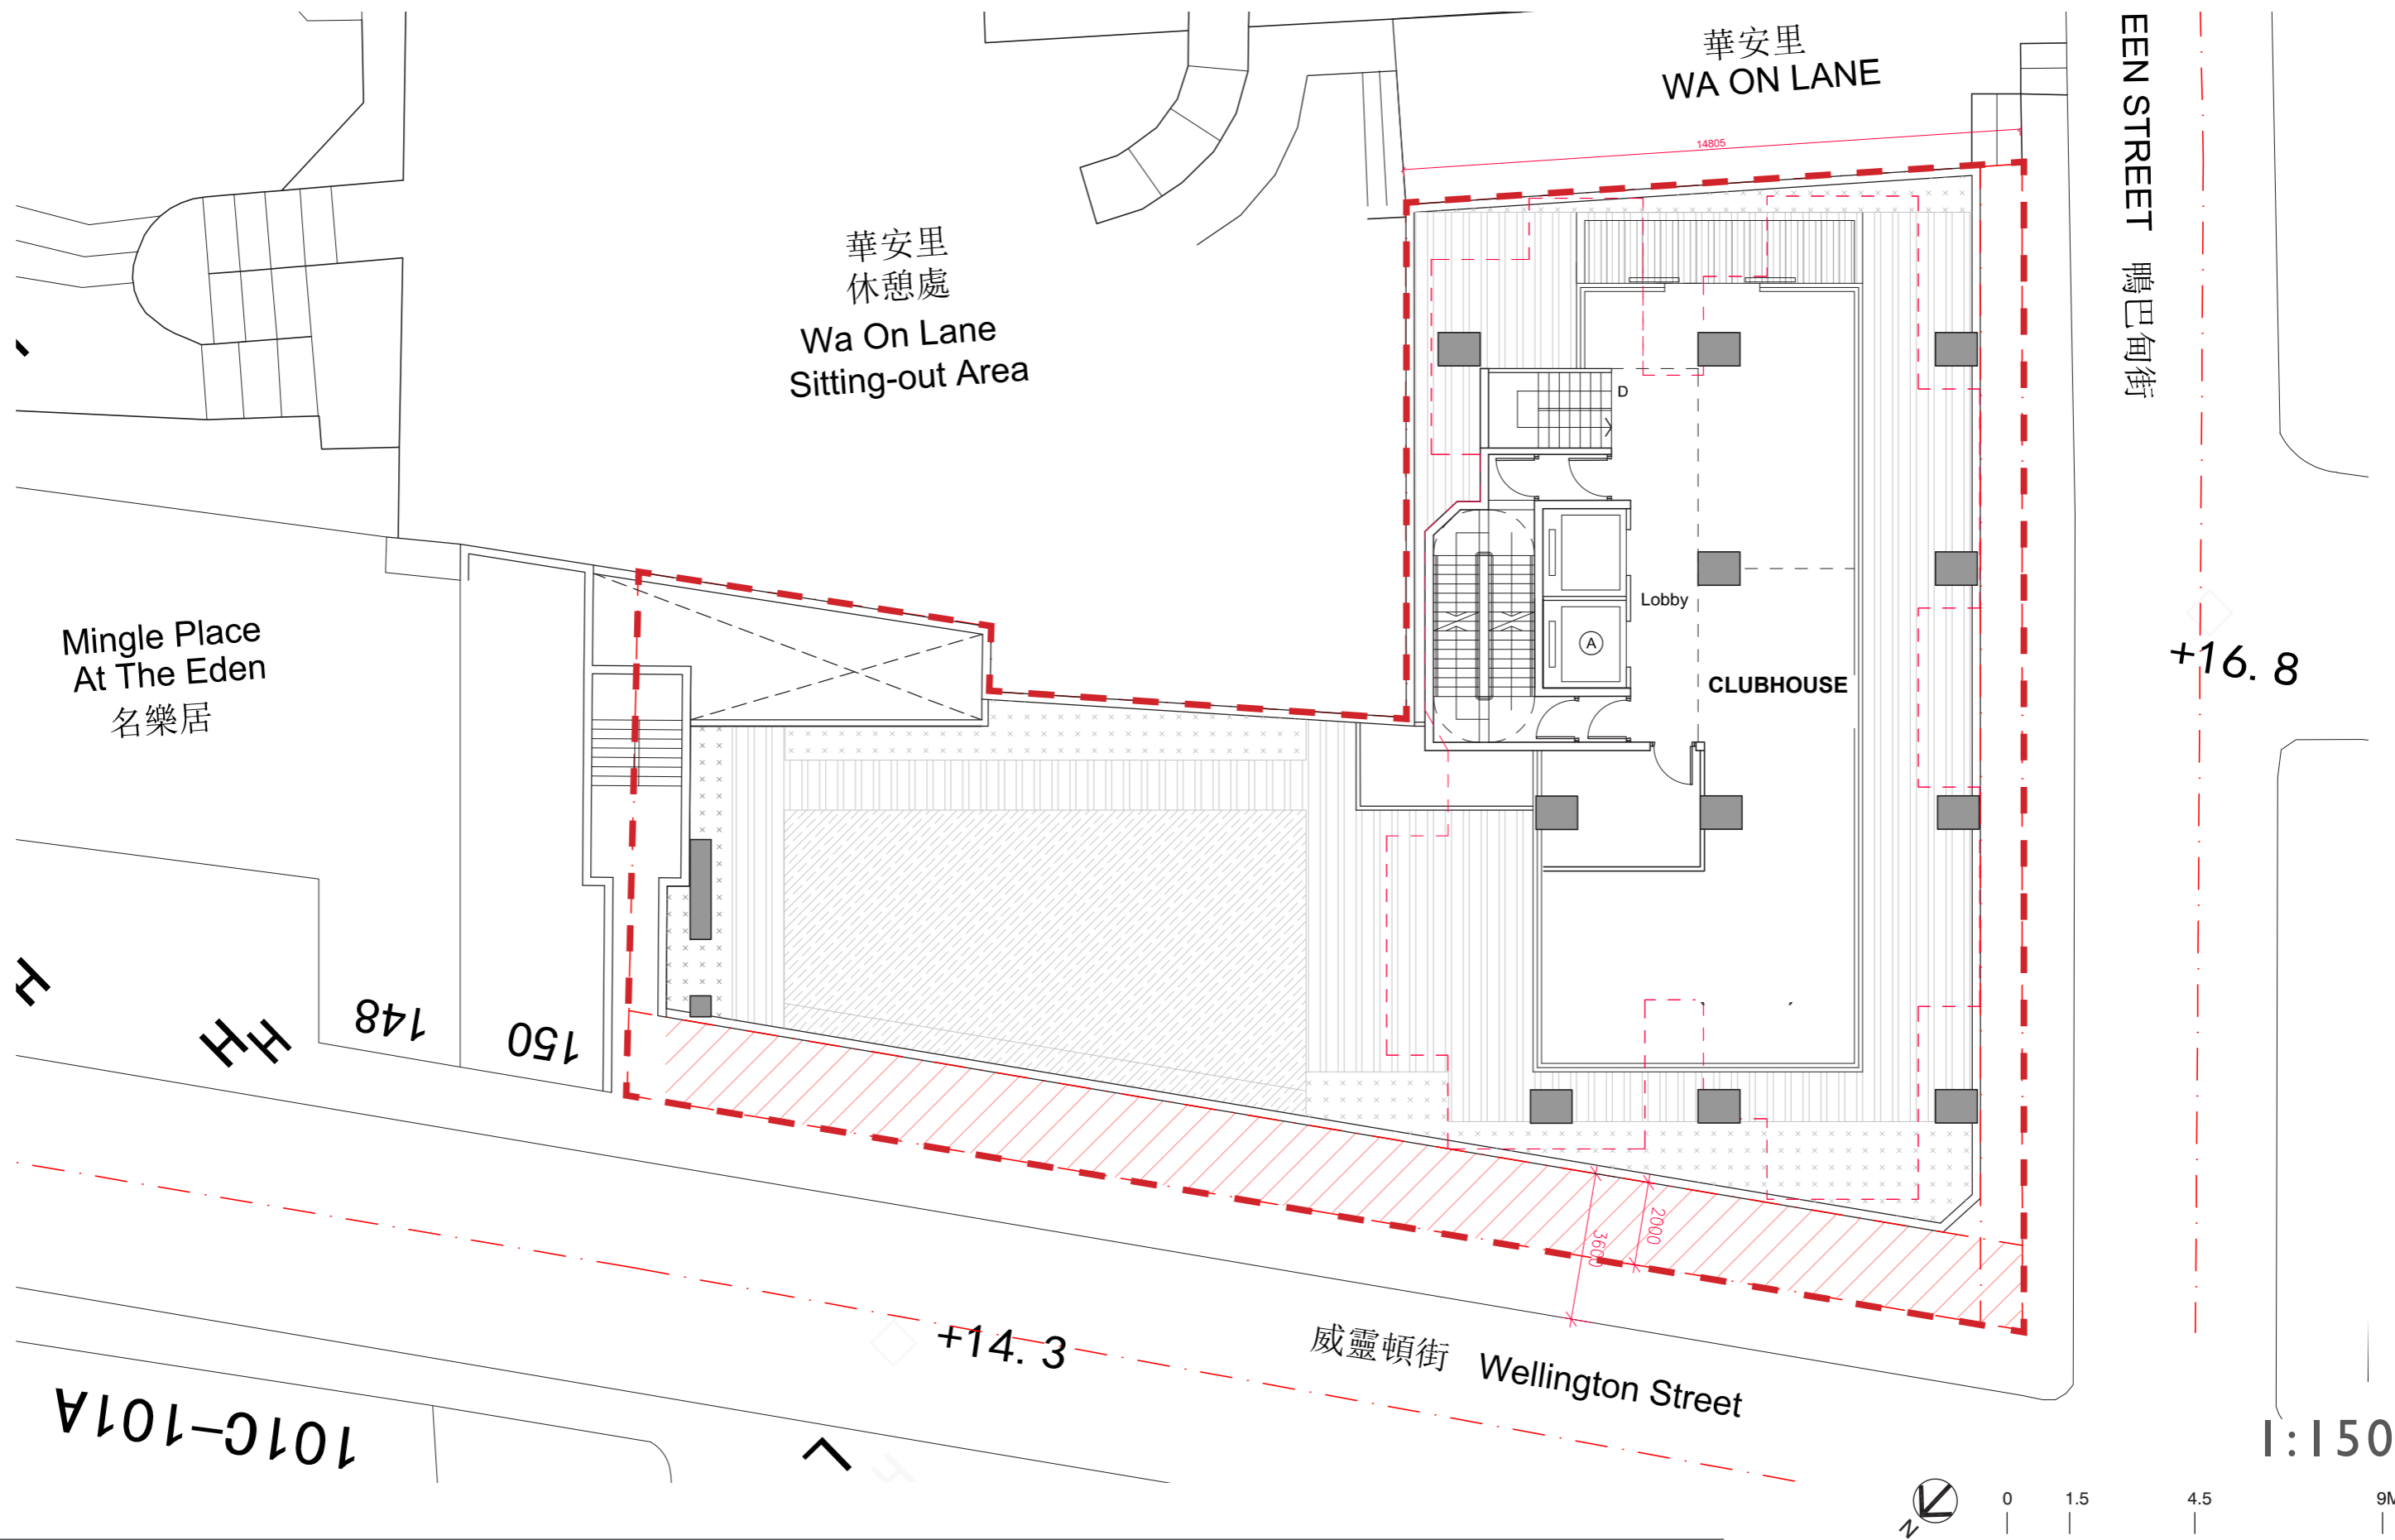 華安里
WA ON LANE
EEN STREET 鴨巴甸街
14805
華安里
休憩處
Wa On Lane
Sitting-out Area
D
Lobby
A
CLUBHOUSE
Mingle Place
At The Eden
名樂居
+16. 8
H
H
H
148
150
2000
3600
+14. 3
威靈頓街 Wellington Street
101C-101A
1:150
N
0 1.5 4.5 9M